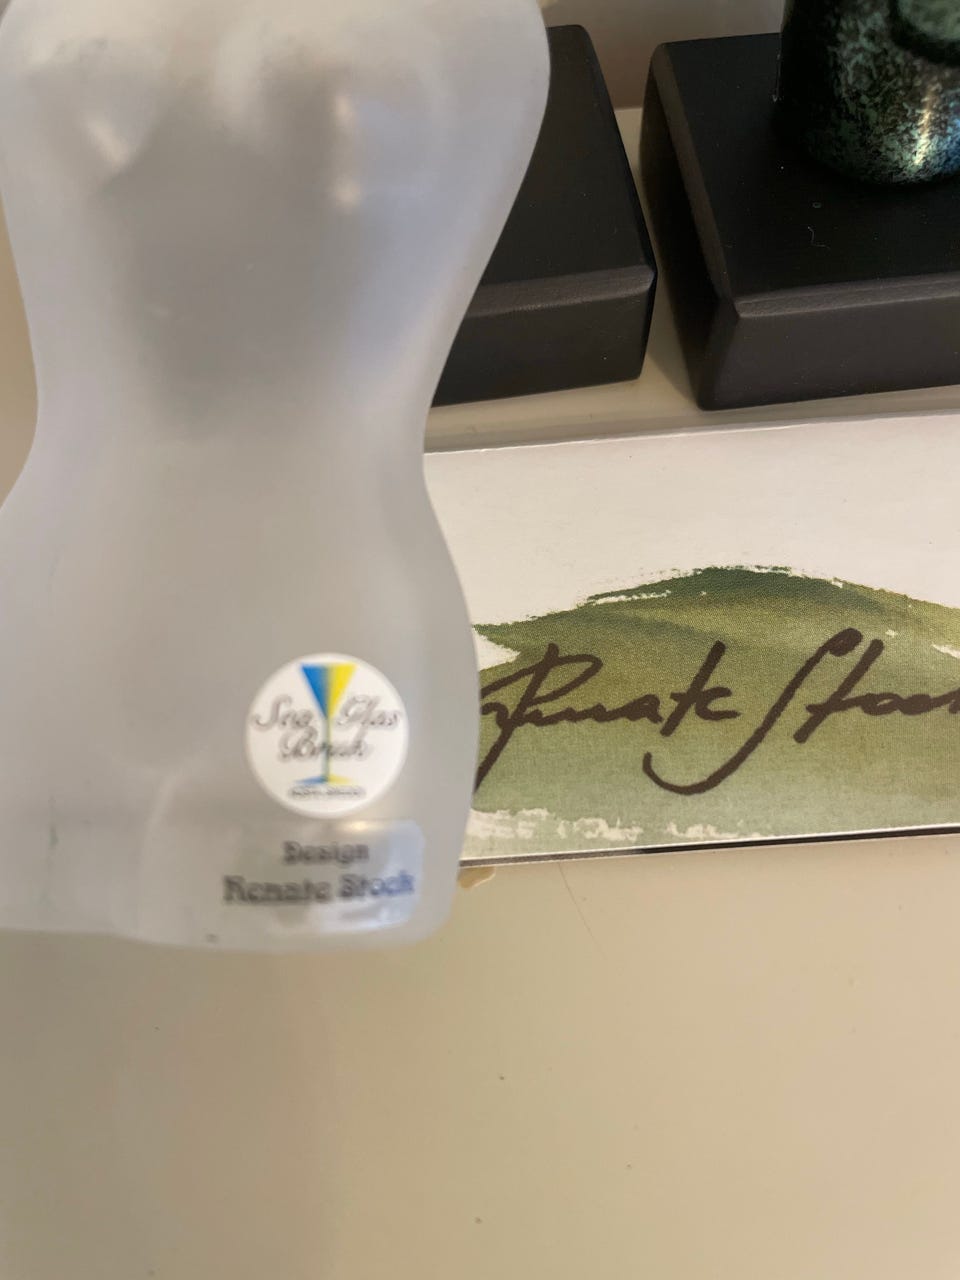 Sea Glas
Bruk
Design
Renate Stock
Renate Stock